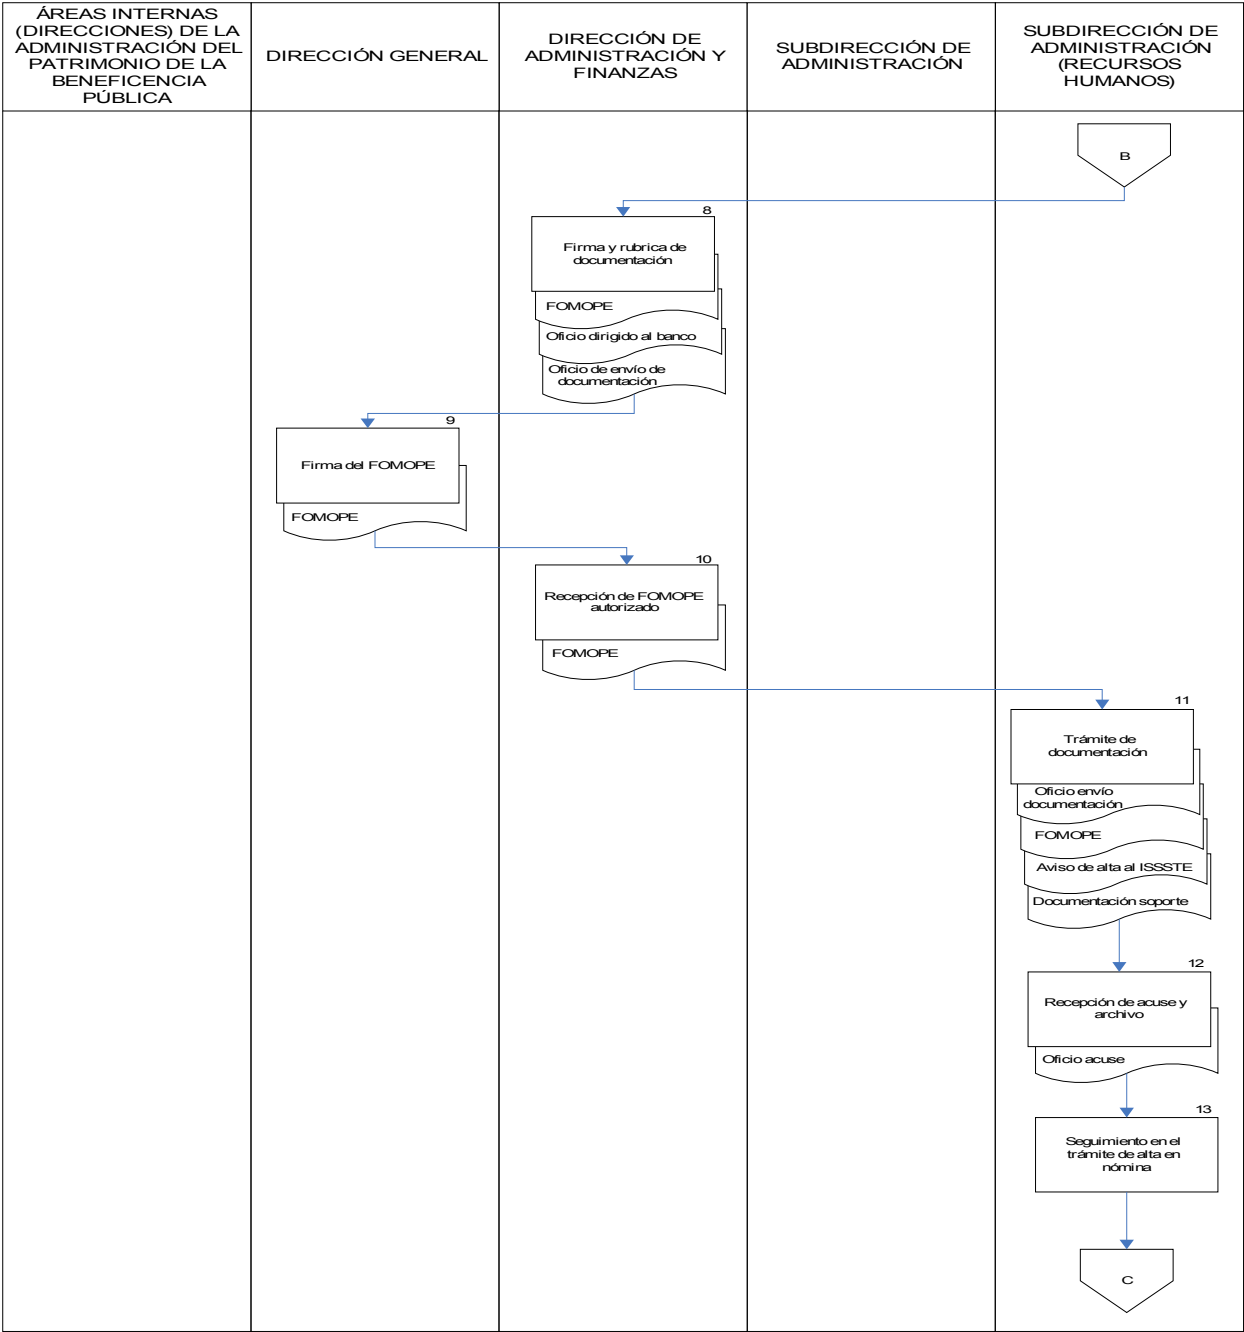 ÁREAS INTERNAS
(DIRECCIONES) DE LA
ADMINISTRACIÓN DEL
PATRIMONIO DE LA
BENEFICENCIA
PÚBLICA
DIRECCIÓN GENERAL
DIRECCIÓN DE
ADMINISTRACIÓN Y
FINANZAS
SUBDIRECCIÓN DE
ADMINISTRACIÓN
SUBDIRECCIÓN DE
ADMINISTRACIÓN
(RECURSOS
HUMANOS)
B
8
Firma y rubrica de
documentación
FOMOPE
Oficio dirigido al banco
Oficio de envío de
documentación
9
Firma del FOMOPE
FOMOPE
10
Recepción de FOMOPE
autorizado
FOMOPE
11
Trámite de
documentación
Oficio envío
documentación
FOMOPE
Aviso de alta al ISSSTE
Documentación soporte
12
Recepción de acuse y
archivo
Oficio acuse
13
Seguimiento en el
trámite de alta en
nómina
C